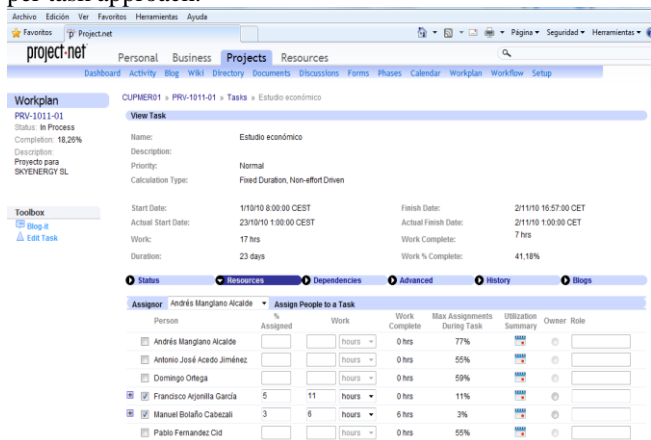 per task approach.
Archivo Edición Ver Favoritos Herramientas Ayuda
Favoritos Project.net
Página Seguridad Herramientas
project·net Personal Business Projects Resources
Dashboard Activity Blog Wiki Directory Documents Discussions Forms Phases Calendar Workplan Workflow Setup
Workplan
PRV-1011-01
Status: In Process
Completion: 18,26%
Description:
Proyecto para
SKYENERGY SL
Toolbox
Blog-it
Edit Task
CUPMER01 » PRV-1011-01 » Tasks » Estudio económico
View Task
Name: Estudio económico
Description:
Priority: Normal
Calculation Type: Fixed Duration, Non-effort Driven
Start Date: 1/10/10 8:00:00 CEST Finish Date: 2/11/10 16:57:00 CET
Actual Start Date: 23/10/10 1:00:00 CEST Actual Finish Date: 2/11/10 1:00:00 CET
Work: 17 hrs Work Complete: 7 hrs
Duration: 23 days Work % Complete: 41,18%
Status Resources Dependencies Advanced History Blogs
Assignor Andrés Manglano Alcalde Assign People to a Task
Person % Assigned Work Work Complete Max Assignments During Task Utilization Summary Owner Role
Andrés Manglano Alcalde hours 0 hrs 77%
Antonio José Acedo Jiménez hours 0 hrs 55%
Domingo Ortega hours 0 hrs 59%
Francisco Arjonilla García 5 11 hours 0 hrs 11%
Manuel Bolaño Cabezali 3 6 hours 6 hrs 3%
Pablo Fernandez Cid hours 0 hrs 55%